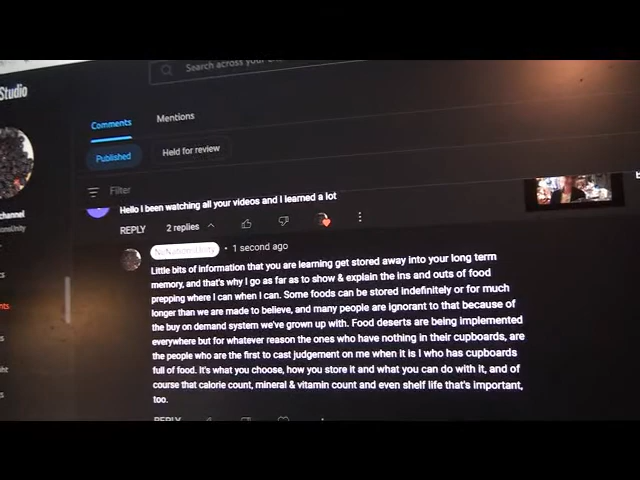 Search across your
Studio
Comments
Mentions
Published
Held for review
channel
Filter
Hello I been watching all your videos and I learned a lot
REPLY
2 replies
NoNationsUnity • 1 second ago
Little bits of information that you are learning get stored away into your long term
memory, and that's why I go as far as to show & explain the ins and outs of food
prepping where I can when I can. Some foods can be stored indefinitely or for much
longer than we are made to believe, and many people are ignorant to that because of
the buy on demand system we've grown up with. Food deserts are being implemented
everywhere but for whatever reason the ones who have nothing in their cupboards, are
the people who are the first to cast judgement on me when it is I who has cupboards
full of food. It's what you choose, how you store it and what you can do with it, and of
course that calorie count, mineral & vitamin count and even shelf life that's important,
too.
REPLY